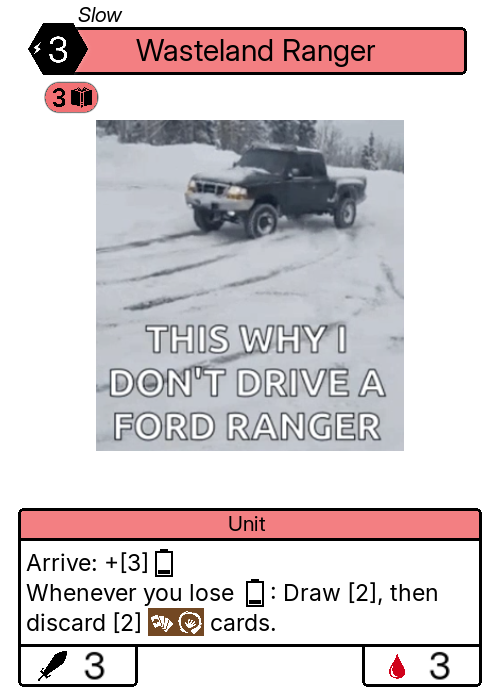 Slow
3 Wasteland Ranger
3
THIS WHY I
DON'T DRIVE A
FORD RANGER
Unit
Arrive: +[3]
Whenever you lose : Draw [2], then
discard [2] cards.
3 3